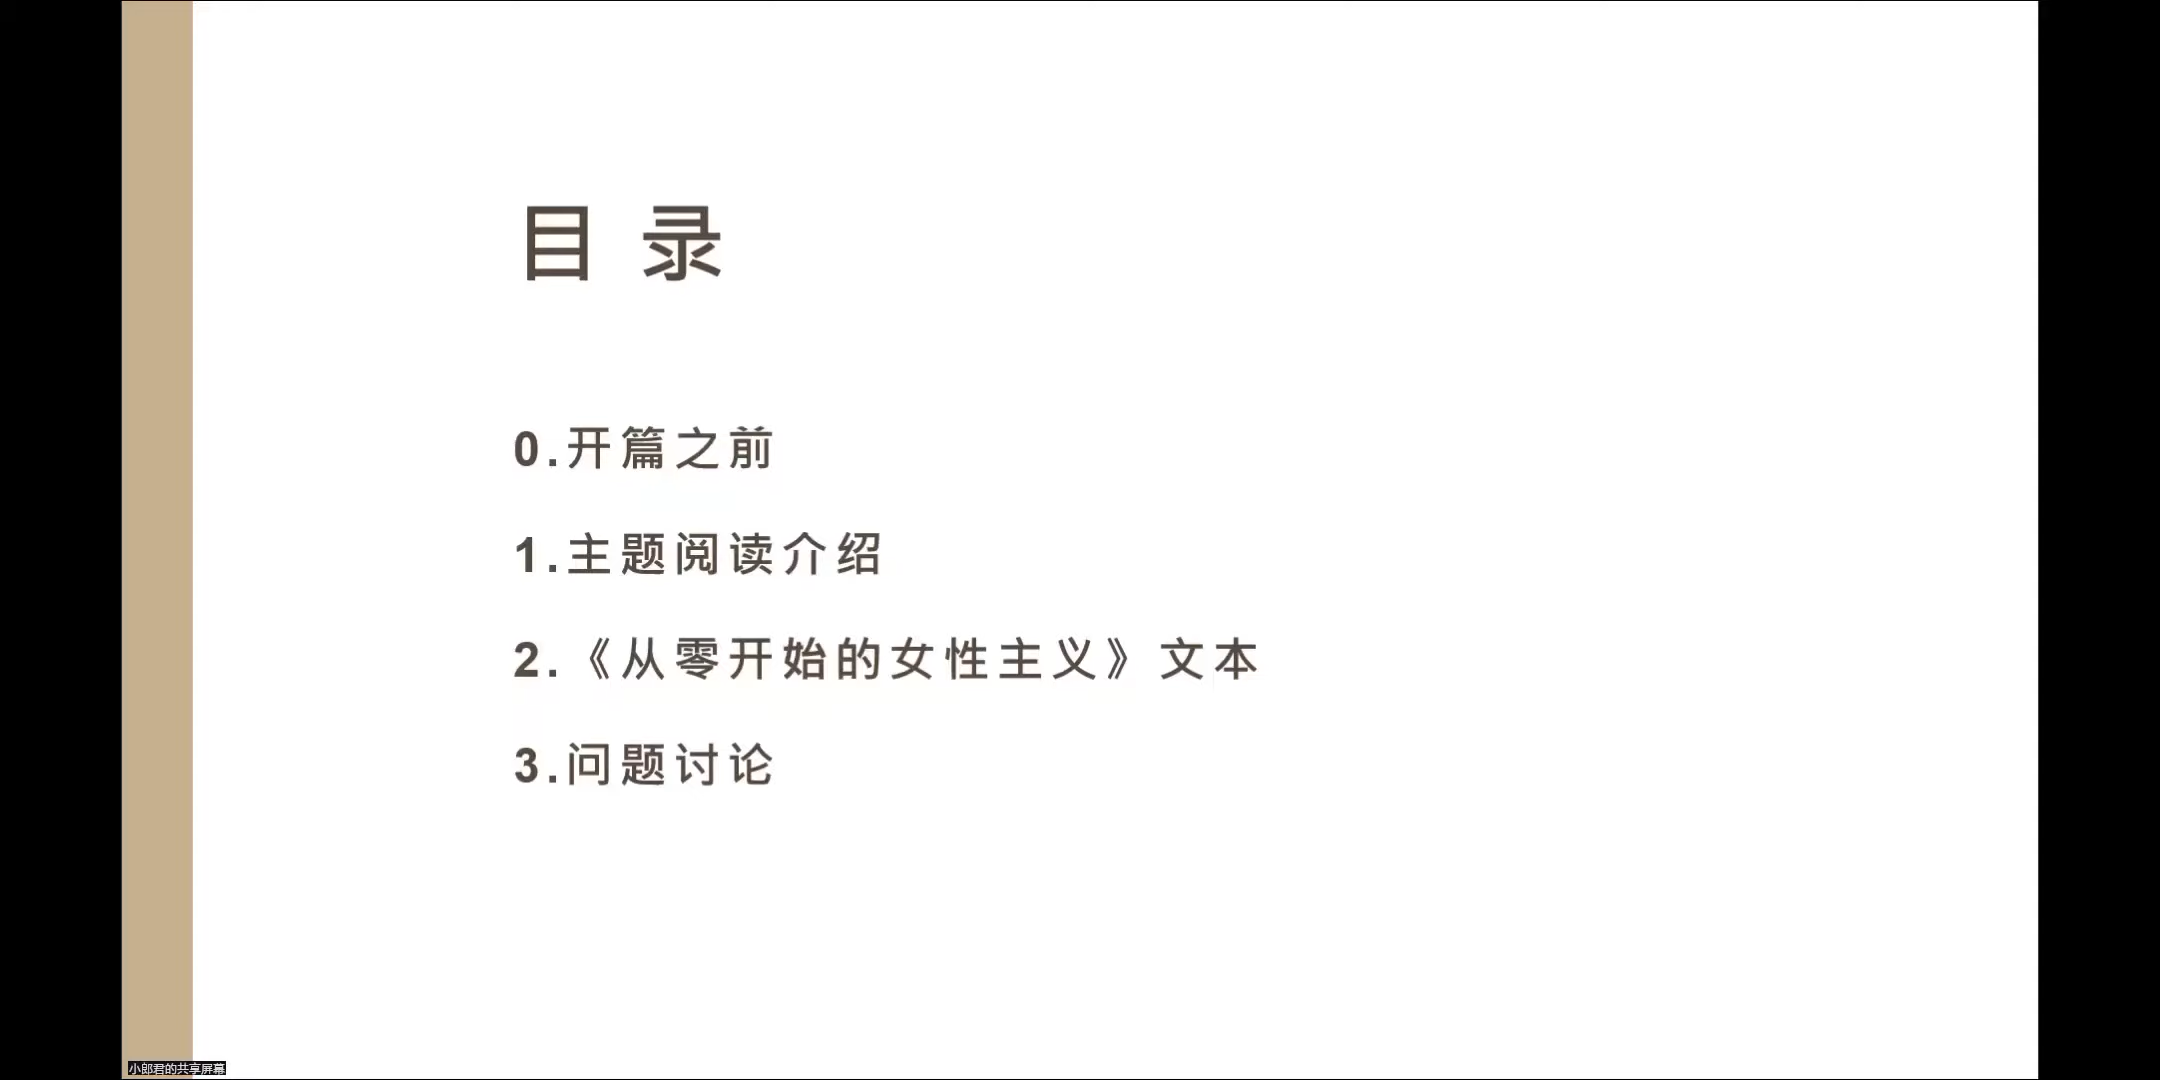 目录
0.开篇之前
1.主题阅读介绍
2.《从零开始的女性主义》文本
3.问题讨论
小郎君的共享屏幕